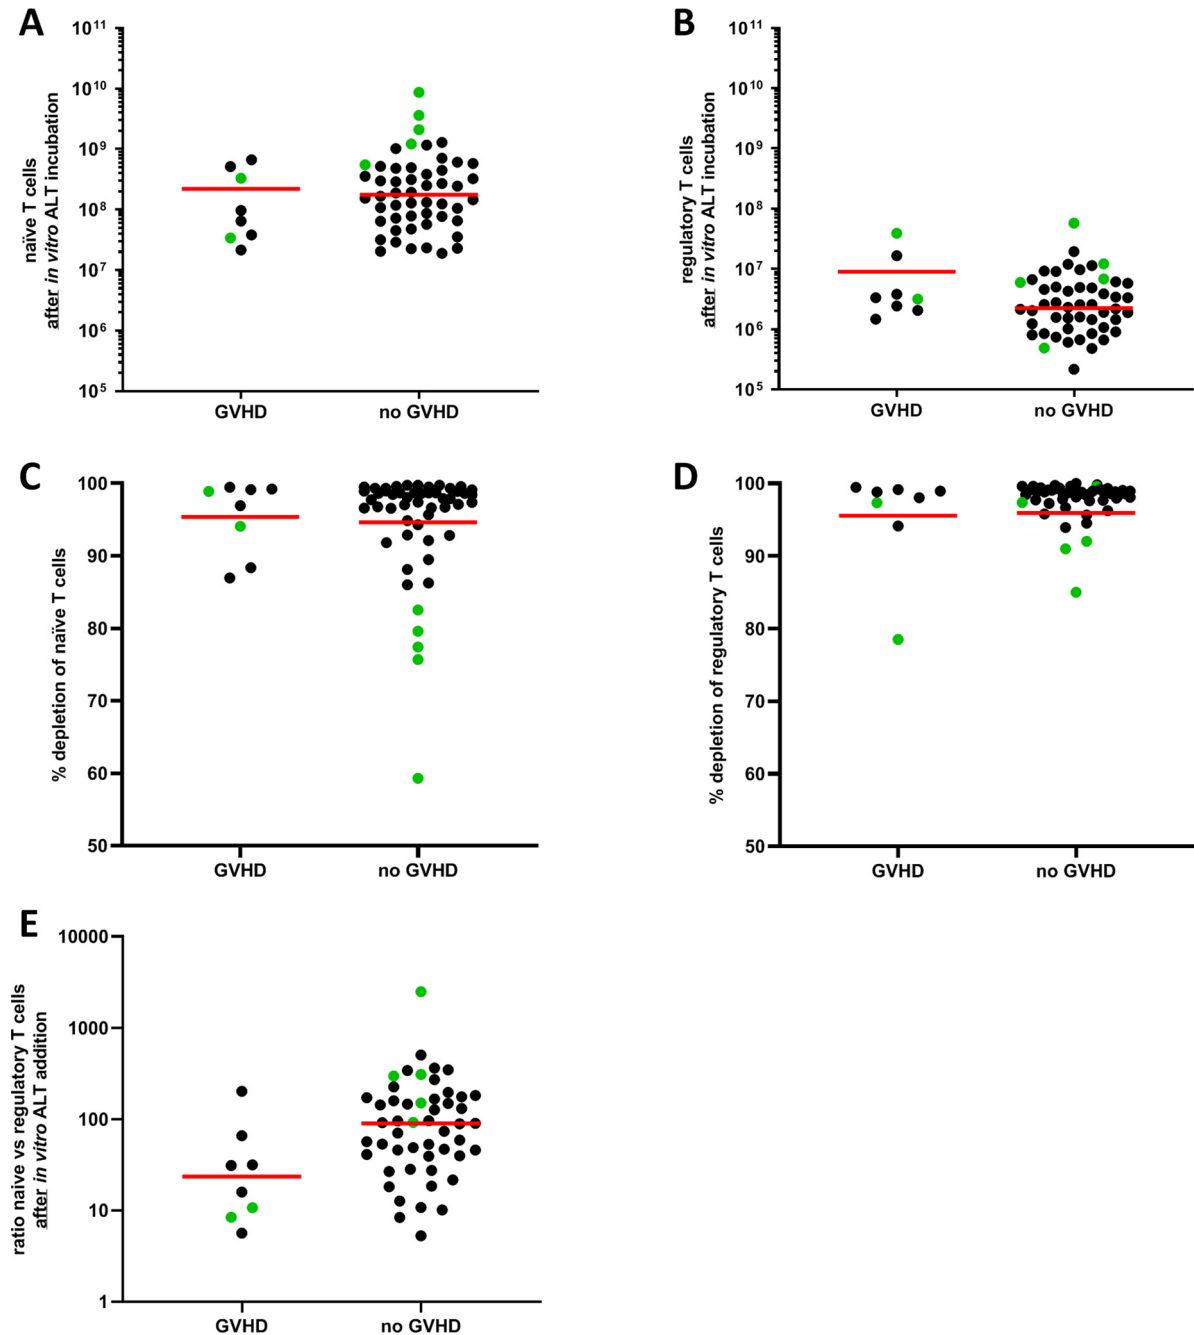 A
10¹¹
10¹⁰
10⁹
10⁸
10⁷
10⁶
10⁵
naïve T cells
after in vitro ALT incubation
GVHD
no GVHD
B
10¹¹
10¹⁰
10⁹
10⁸
10⁷
10⁶
10⁵
regulatory T cells
after in vitro ALT incubation
GVHD
no GVHD
C
100
90
80
70
60
50
% depletion of naïve T cells
GVHD
no GVHD
D
100
90
80
70
60
50
% depletion of regulatory T cells
GVHD
no GVHD
E
10000
1000
100
10
1
ratio naive vs regulatory T cells
after in vitro ALT addition
GVHD
no GVHD